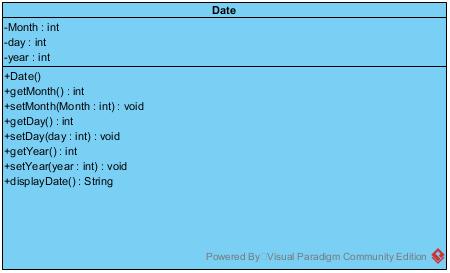 Date
-Month : int
-day : int
-year : int
+Date()
+getMonth() : int
+setMonth(Month : int) : void
+getDay() : int
+setDay(day : int) : void
+getYear() : int
+setYear(year : int) : void
+displayDate() : String
Powered By Visual Paradigm Community Edition